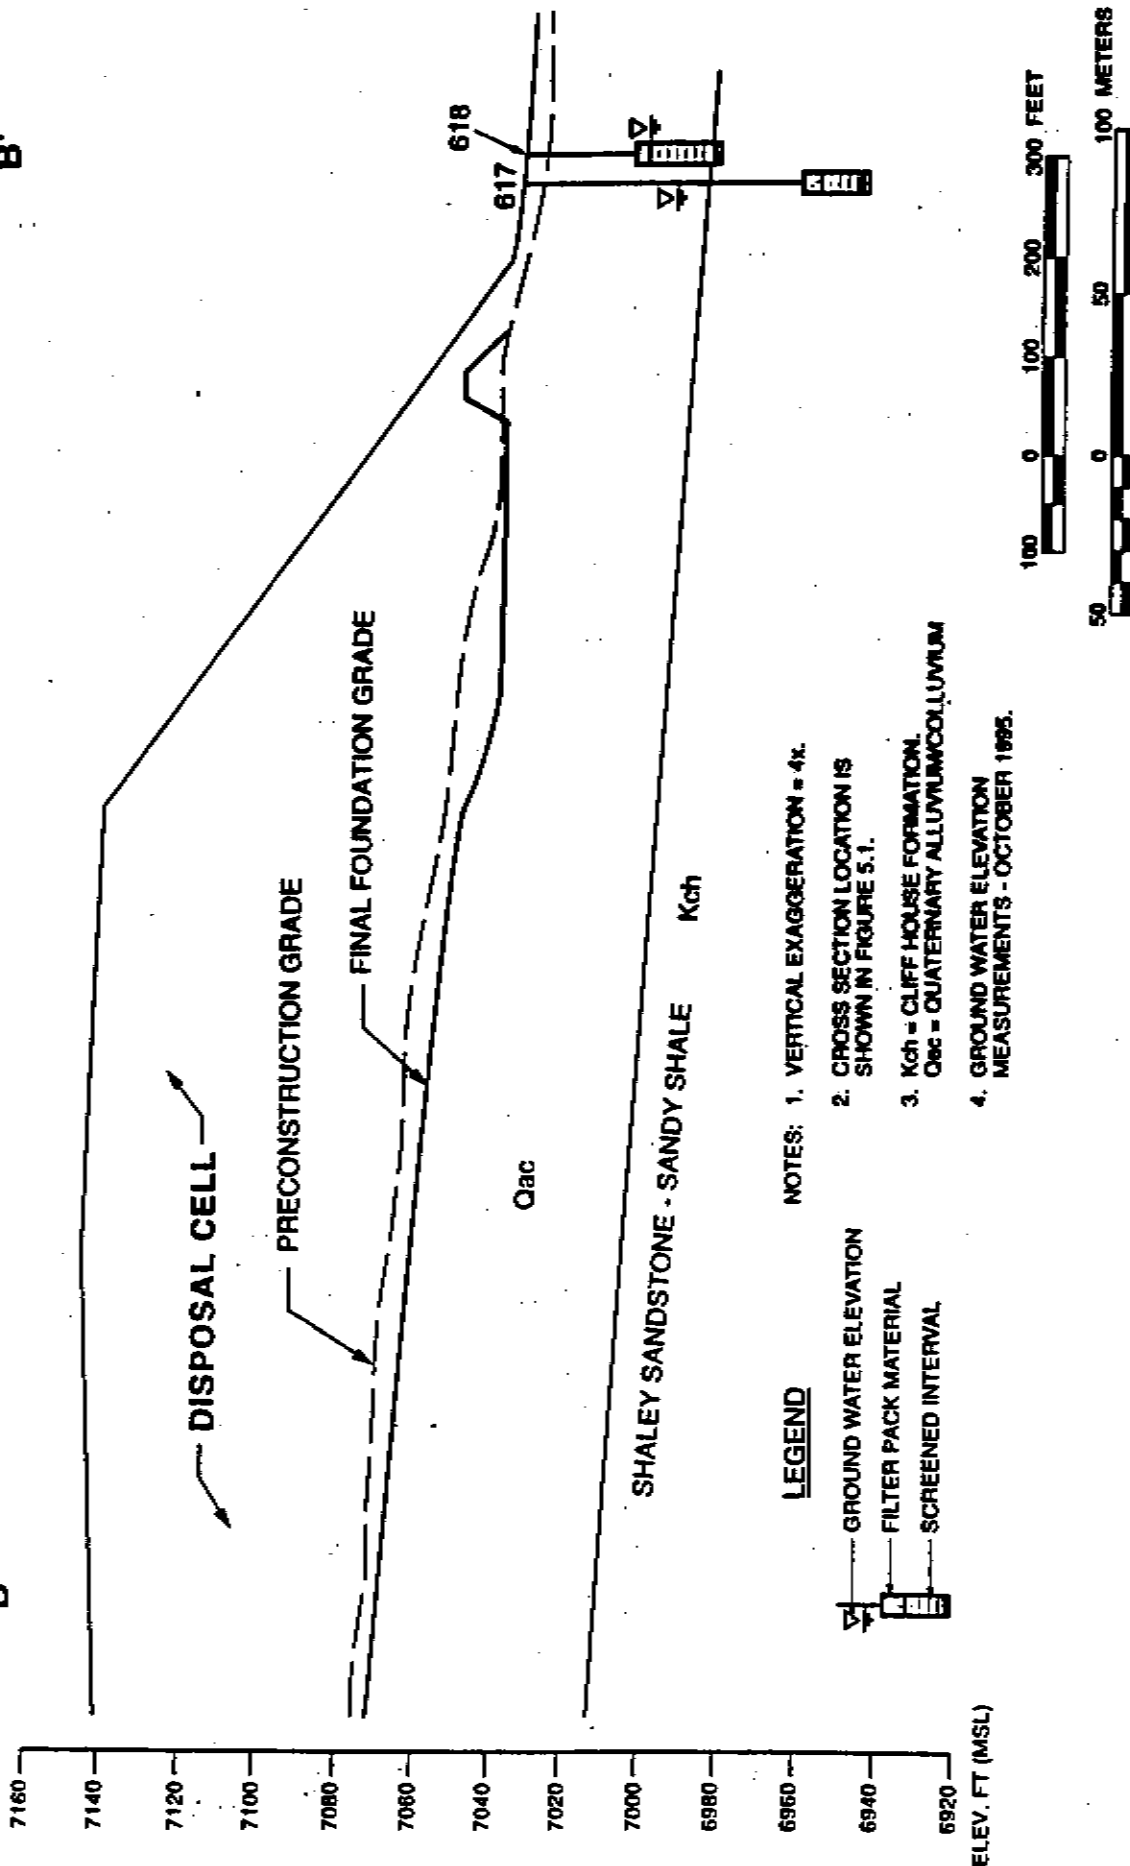 B'
7160
7140
7120
7100
7080
7060
7040
7020
7000
6980
6960
6940
6920
ELEV. FT (MSL)
DISPOSAL CELL
PRECONSTRUCTION GRADE
FINAL FOUNDATION GRADE
617
618
Qac
SHALEY SANDSTONE - SANDY SHALE
Kch
LEGEND
GROUND WATER ELEVATION
FILTER PACK MATERIAL
SCREENED INTERVAL
NOTES: 1. VERTICAL EXAGGERATION = 4x.
2. CROSS SECTION LOCATION IS
SHOWN IN FIGURE 5.1.
3. Kch = CLIFF HOUSE FORMATION.
Qac = QUATERNARY ALLUVIUM/COLLUVIUM
4. GROUND WATER ELEVATION
MEASUREMENTS - OCTOBER 1995.
100 0 100 200 300 FEET
50 0 50 100 METERS